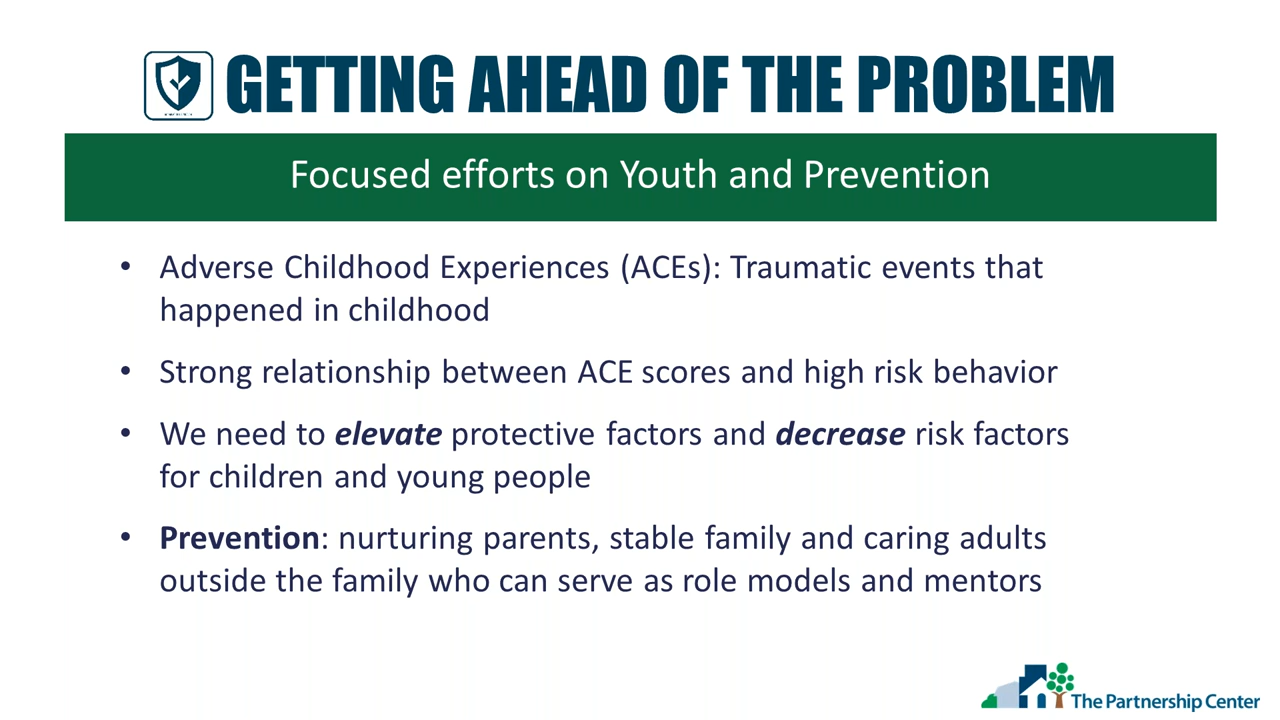 GETTING AHEAD OF THE PROBLEM
Focused efforts on Youth and Prevention
• Adverse Childhood Experiences (ACEs): Traumatic events that
happened in childhood
• Strong relationship between ACE scores and high risk behavior
• We need to elevate protective factors and decrease risk factors
for children and young people
• Prevention: nurturing parents, stable family and caring adults
outside the family who can serve as role models and mentors
The Partnership Center